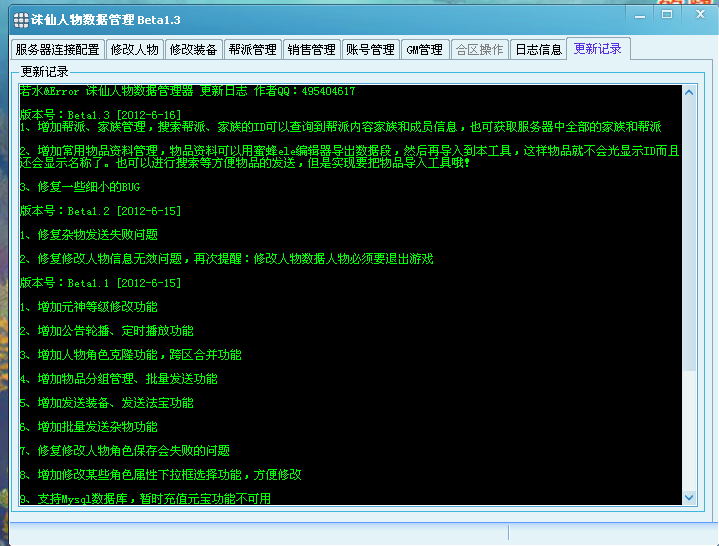 诛仙人物数据管理 Beta1.3
服务器连接配置 修改人物 修改装备 帮派管理 销售管理 账号管理 GM管理 合区操作 日志信息 更新记录
更新记录
若水&Error 诛仙人物数据管理器 更新日志 作者QQ：495404617
版本号：Beta1.3 [2012-6-16]
1、增加帮派、家族管理，搜索帮派、家族的ID可以查询到帮派内容家族和成员信息，也可获取服务器中全部的家族和帮派
2、增加常用物品资料管理，物品资料可以用蜜蜂ele编辑器导出数据段，然后再导入到本工具，这样物品就不会光显示ID而且
还会显示名称了。也可以进行搜索等方便物品的发送，但是实现要把物品导入工具哦！
3、修复一些细小的BUG
版本号：Beta1.2 [2012-6-15]
1、修复杂物发送失败问题
2、修复修改人物信息无效问题，再次提醒：修改人物数据人物必须要退出游戏
版本号：Beta1.1 [2012-6-15]
1、增加元神等级修改功能
2、增加公告轮播、定时播放功能
3、增加人物角色克隆功能，跨区合并功能
4、增加物品分组管理、批量发送功能
5、增加发送装备、发送法宝功能
6、增加批量发送杂物功能
7、修复修改人物角色保存会失败的问题
8、增加修改某些角色属性下拉框选择功能，方便修改
9、支持Mysql数据库，暂时充值元宝功能不可用